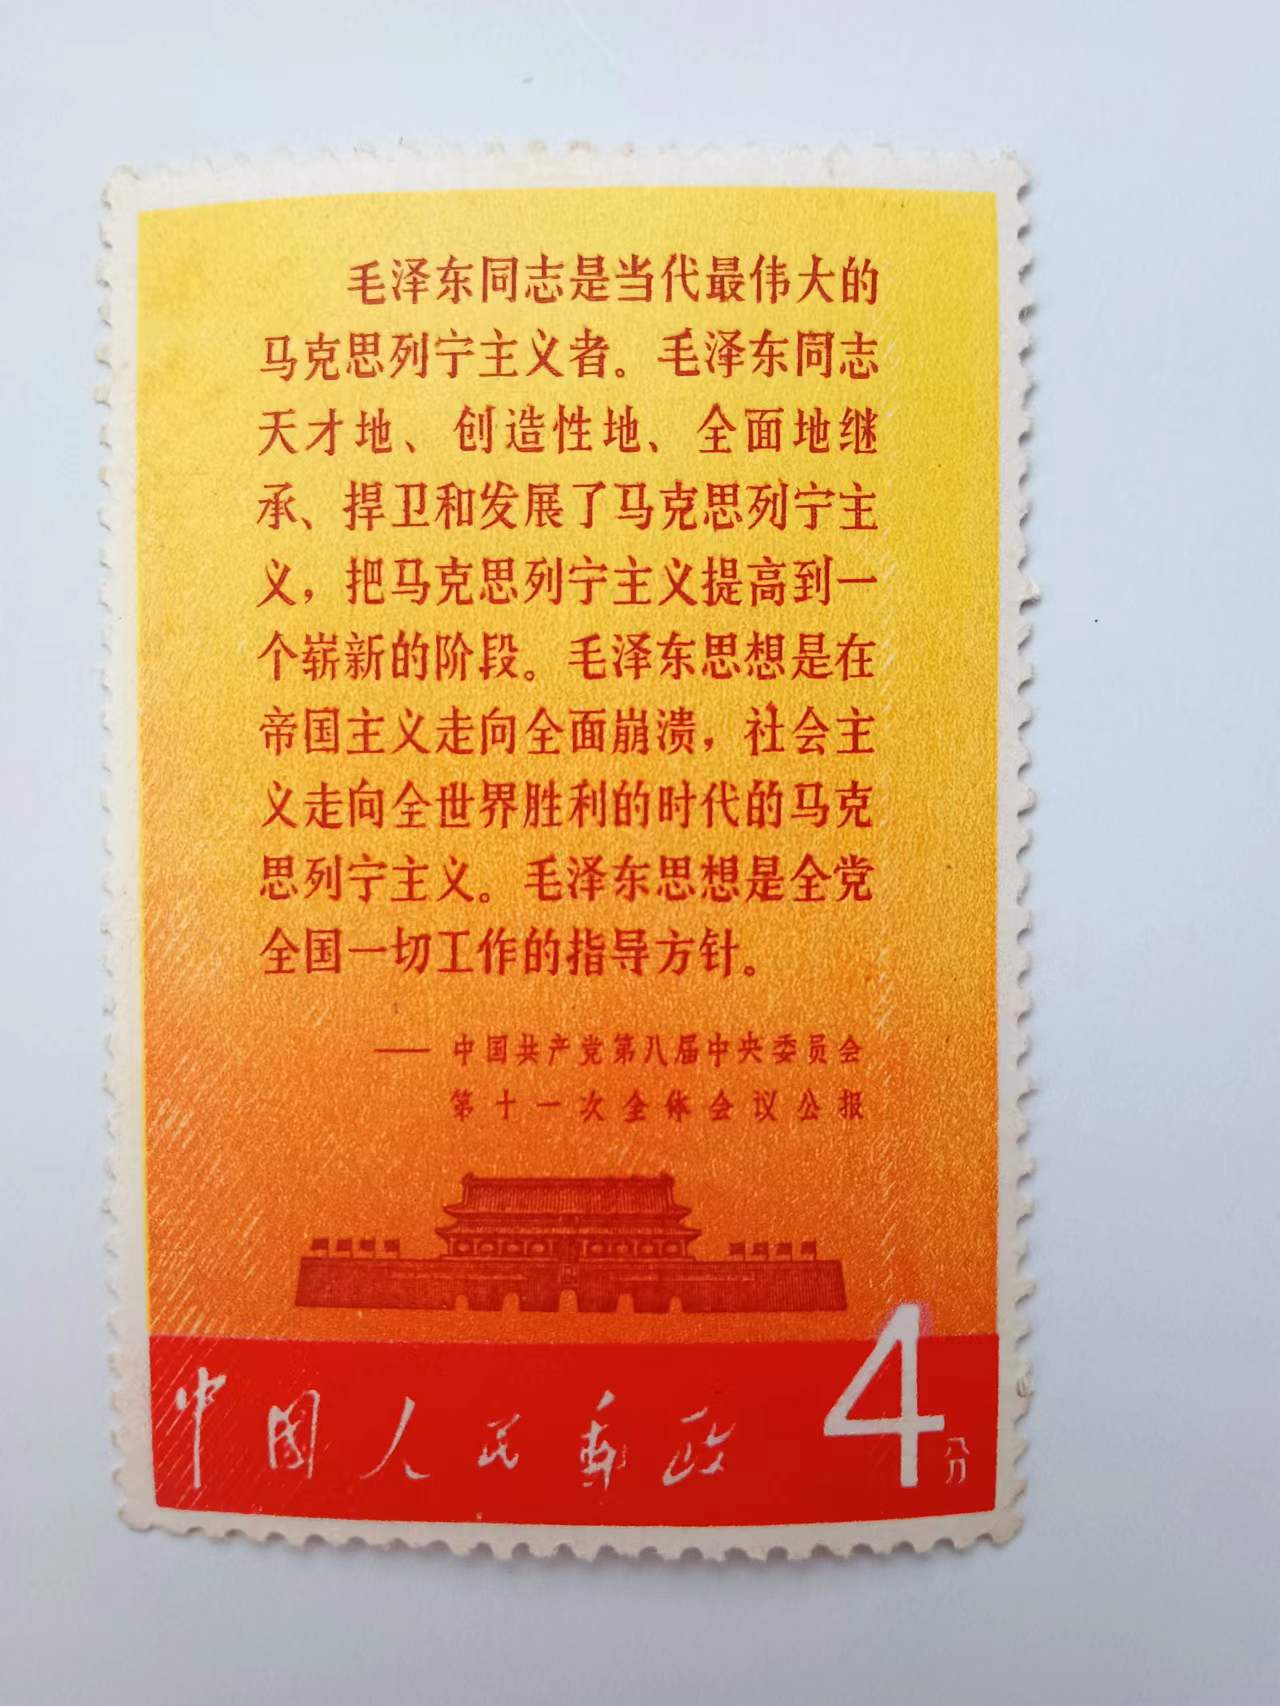 毛泽东同志是当代最伟大的
马克思列宁主义者。毛泽东同志
天才地、创造性地、全面地继
承、捍卫和发展了马克思列宁主
义，把马克思列宁主义提高到一
个崭新的阶段。毛泽东思想是在
帝国主义走向全面崩溃，社会主
义走向全世界胜利的时代的马克
思列宁主义。毛泽东思想是全党
全国一切工作的指导方针。
—— 中国共产党第八届中央委员会
第十一次全体会议公报
中国人民邮政 4分